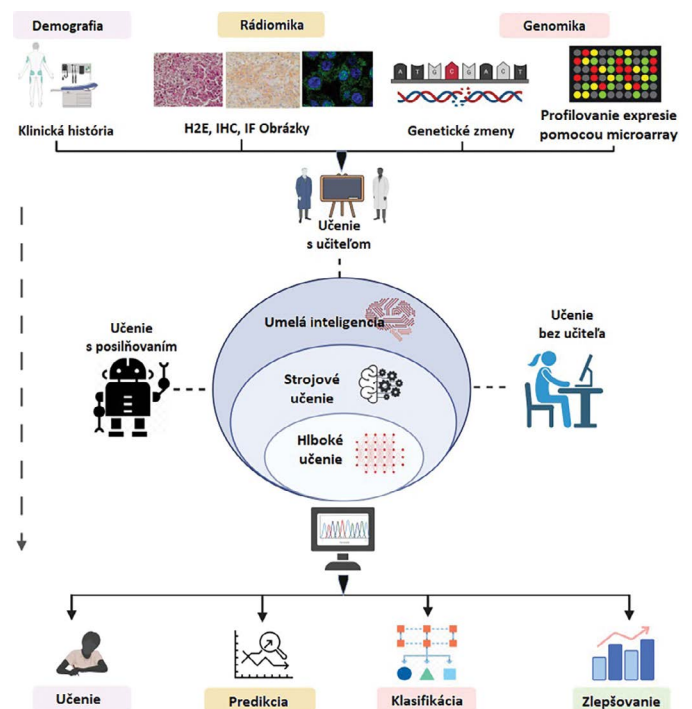 Demografia
Rádiomika
Genomika
A T G C G A C T
Klinická história
H2E, IHC, IF Obrázky
Genetické zmeny
Profilovanie expresie
pomocou microarray
Učenie
s učiteľom
Umelá inteligencia
Učenie
s posilňovaním
Učenie
bez učiteľa
Strojové
učenie
Hlboké
učenie
Učenie
Predikcia
Klasifikácia
Zlepšovanie